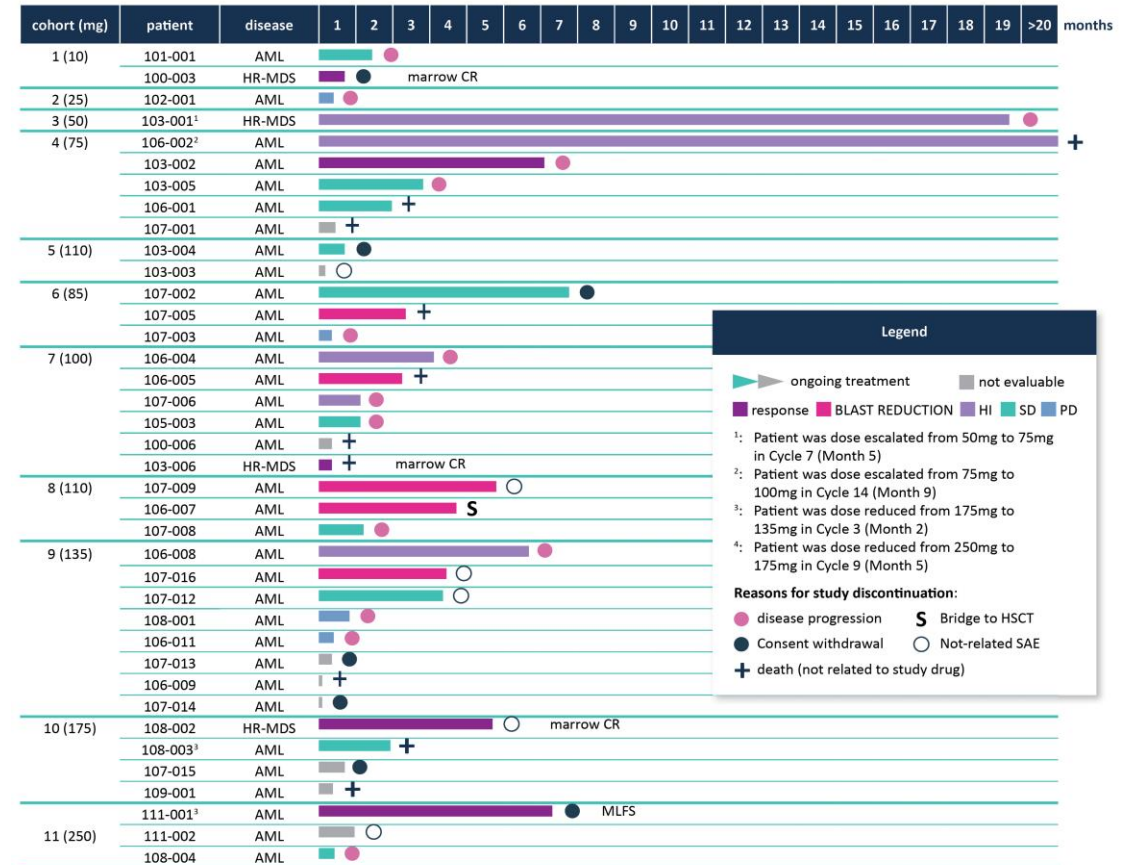 cohort (mg) patient disease 1 2 3 4 5 6 7 8 9 10 11 12 13 14 15 16 17 18 19 >20 months
1 (10) 101-001 AML
100-003 HR-MDS marrow CR
2 (25) 102-001 AML
3 (50) 103-001¹ HR-MDS
4 (75) 106-002² AML
103-002 AML
103-005 AML
106-001 AML
107-001 AML
5 (110) 103-004 AML
103-003 AML
6 (85) 107-002 AML
107-005 AML
107-003 AML
7 (100) 106-004 AML
106-005 AML
107-006 AML
105-003 AML
100-006 AML
103-006 HR-MDS marrow CR
8 (110) 107-009 AML
106-007 AML S
107-008 AML
9 (135) 106-008 AML
107-016 AML
107-012 AML
108-001 AML
106-011 AML
107-013 AML
106-009 AML
107-014 AML
10 (175) 108-002 HR-MDS marrow CR
108-003³ AML
107-015 AML
109-001 AML
111-001³ AML MLFS
11 (250) 111-002 AML
108-004 AML
Legend
ongoing treatment not evaluable
response BLAST REDUCTION HI SD PD
¹: Patient was dose escalated from 50mg to 75mg
in Cycle 7 (Month 5)
²: Patient was dose escalated from 75mg to
100mg in Cycle 14 (Month 9)
³: Patient was dose reduced from 175mg to
135mg in Cycle 3 (Month 2)
⁴: Patient was dose reduced from 250mg to
175mg in Cycle 9 (Month 5)
Reasons for study discontinuation:
disease progression S Bridge to HSCT
Consent withdrawal Not-related SAE
death (not related to study drug)